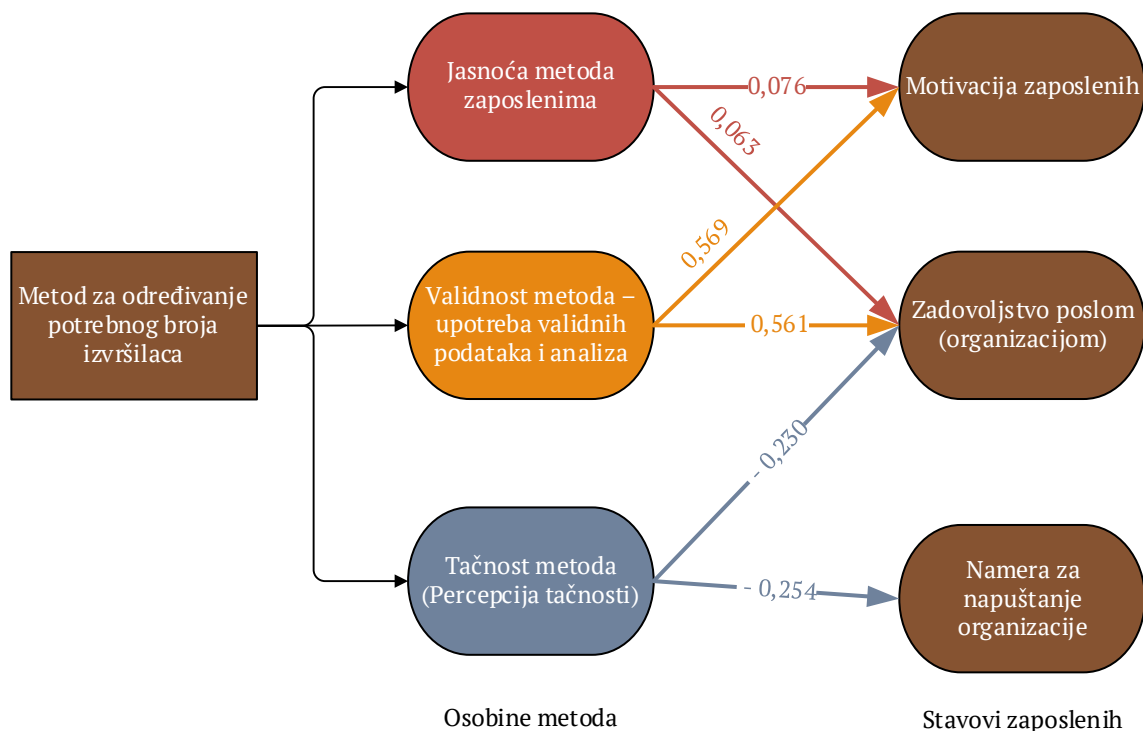 Jasnoća metoda
zaposlenima
0,076
Motivacija zaposlenih
0,063
0,569
Metod za određivanje
potrebnog broja
izvršilaca
Validnost metoda –
upotreba validnih
podataka i analiza
0,561
Zadovoljstvo poslom
(organizacijom)
- 0,230
Tačnost metoda
(Percepcija tačnosti)
- 0,254
Namera za
napuštanje
organizacije
Osobine metoda
Stavovi zaposlenih